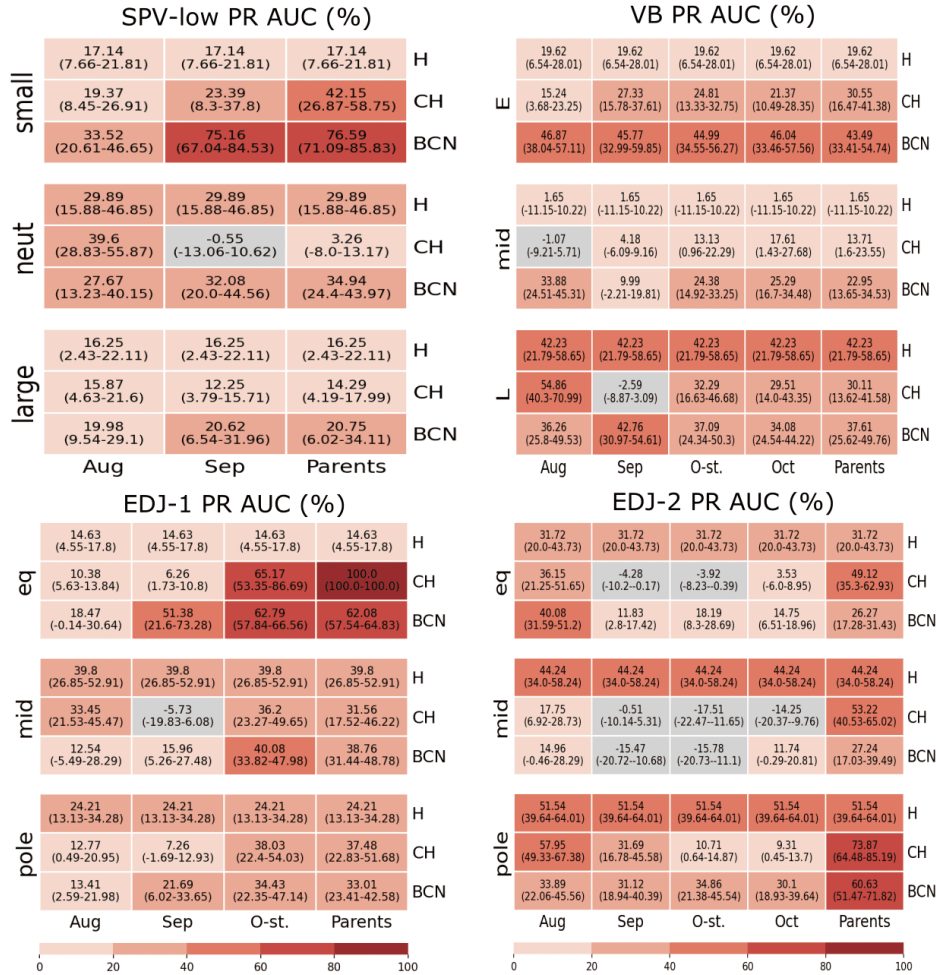 SPV-low PR AUC (%)
small
17.14 17.14 17.14 H
(7.66-21.81) (7.66-21.81) (7.66-21.81)
19.37 23.39 42.15 CH
(8.45-26.91) (8.3-37.8) (26.87-58.75)
33.52 75.16 76.59 BCN
(20.61-46.65) (67.04-84.53) (71.09-85.83)
neut
29.89 29.89 29.89 H
(15.88-46.85) (15.88-46.85) (15.88-46.85)
39.6 -0.55 3.26 CH
(28.83-55.87) (-13.06-10.62) (-8.0-13.17)
27.67 32.08 34.94 BCN
(13.23-40.15) (20.0-44.56) (24.4-43.97)
large
16.25 16.25 16.25 H
(2.43-22.11) (2.43-22.11) (2.43-22.11)
15.87 12.25 14.29 CH
(4.63-21.6) (3.79-15.71) (4.19-17.99)
19.98 20.62 20.75 BCN
(9.54-29.1) (6.54-31.96) (6.02-34.11)
Aug Sep Parents
VB PR AUC (%)
E
19.62 19.62 19.62 19.62 19.62 H
(6.54-28.01) (6.54-28.01) (6.54-28.01) (6.54-28.01) (6.54-28.01)
15.24 27.33 24.81 21.37 30.55 CH
(3.68-23.25) (15.78-37.61) (13.33-32.75) (10.49-28.35) (16.47-41.38)
46.87 45.77 44.99 46.04 43.49 BCN
(38.04-57.11) (32.99-59.85) (34.55-56.27) (33.46-57.56) (33.41-54.74)
mid
1.65 1.65 1.65 1.65 1.65 H
(-11.15-10.22) (-11.15-10.22) (-11.15-10.22) (-11.15-10.22) (-11.15-10.22)
-1.07 4.18 13.13 17.61 13.71 CH
(-9.21-5.71) (-6.09-9.16) (0.96-22.29) (1.43-27.68) (1.6-23.55)
33.88 9.99 24.38 25.29 22.95 BCN
(24.51-45.31) (-2.21-19.81) (14.92-33.25) (16.7-34.48) (13.65-34.53)
L
42.23 42.23 42.23 42.23 42.23 H
(21.79-58.65) (21.79-58.65) (21.79-58.65) (21.79-58.65) (21.79-58.65)
54.86 -2.59 32.29 29.51 30.11 CH
(40.3-70.99) (-8.87-3.09) (16.63-46.68) (14.0-43.35) (13.62-41.58)
36.26 42.76 37.09 34.08 37.61 BCN
(25.8-49.53) (30.97-54.61) (24.34-50.3) (24.54-44.22) (25.62-49.76)
Aug Sep O-st. Oct Parents
EDJ-1 PR AUC (%)
eq
14.63 14.63 14.63 14.63 H
(4.55-17.8) (4.55-17.8) (4.55-17.8) (4.55-17.8)
10.38 6.26 65.17 100.0 CH
(5.63-13.84) (1.73-10.8) (53.35-86.69) (100.0-100.0)
18.47 51.38 62.79 62.08 BCN
(-0.14-30.64) (21.6-73.28) (57.84-66.56) (57.54-64.83)
mid
39.8 39.8 39.8 39.8 H
(26.85-52.91) (26.85-52.91) (26.85-52.91) (26.85-52.91)
33.45 -5.73 36.2 31.56 CH
(21.53-45.47) (-19.83-6.08) (23.27-49.65) (17.52-46.22)
12.54 15.96 40.08 38.76 BCN
(-5.49-28.29) (5.26-27.48) (33.82-47.98) (31.44-48.78)
pole
24.21 24.21 24.21 24.21 H
(13.13-34.28) (13.13-34.28) (13.13-34.28) (13.13-34.28)
12.77 7.26 38.03 37.48 CH
(0.49-20.95) (-1.69-12.93) (22.4-54.03) (22.83-51.68)
13.41 21.69 34.43 33.01 BCN
(2.59-21.98) (6.02-33.65) (22.35-47.14) (23.41-42.58)
Aug Sep O-st. Parents
0 20 40 60 80 100
EDJ-2 PR AUC (%)
eq
31.72 31.72 31.72 31.72 31.72 H
(20.0-43.73) (20.0-43.73) (20.0-43.73) (20.0-43.73) (20.0-43.73)
36.15 -4.28 -3.92 3.53 49.12 CH
(21.25-51.65) (-10.2--0.17) (-8.23--0.39) (-6.0-8.95) (35.3-62.93)
40.08 11.83 18.19 14.75 26.27 BCN
(31.59-51.2) (2.8-17.42) (8.3-28.69) (6.51-18.96) (17.28-31.43)
mid
44.24 44.24 44.24 44.24 44.24 H
(34.0-58.24) (34.0-58.24) (34.0-58.24) (34.0-58.24) (34.0-58.24)
17.75 -0.51 -17.51 -14.25 53.22 CH
(6.92-28.73) (-10.14-5.31) (-22.47--11.65) (-20.37--9.76) (40.53-65.02)
14.96 -15.47 -15.78 11.74 27.24 BCN
(-0.46-28.29) (-20.72--10.68) (-20.73--11.1) (-0.29-20.81) (17.03-39.49)
pole
51.54 51.54 51.54 51.54 51.54 H
(39.64-64.01) (39.64-64.01) (39.64-64.01) (39.64-64.01) (39.64-64.01)
57.95 31.69 10.71 9.31 73.87 CH
(49.33-67.38) (16.78-45.58) (0.64-14.87) (0.45-13.7) (64.48-85.19)
33.89 31.12 34.86 30.1 60.63 BCN
(22.06-45.56) (18.94-40.39) (21.38-45.54) (18.93-39.64) (51.47-71.82)
Aug Sep O-st. Oct Parents
0 20 40 60 80 100